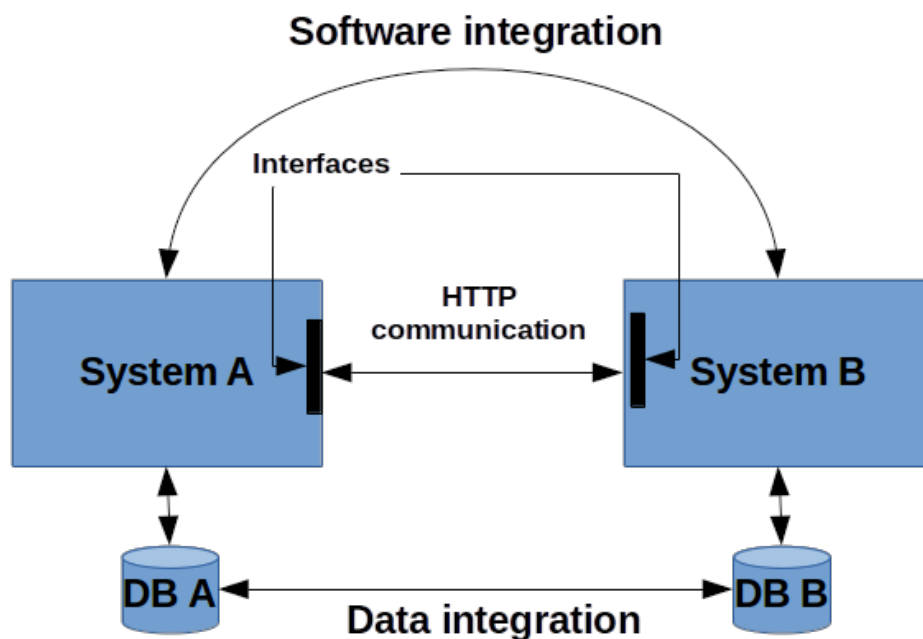 Software integration
Interfaces
HTTP
communication
System A
System B
DB A
DB B
Data integration